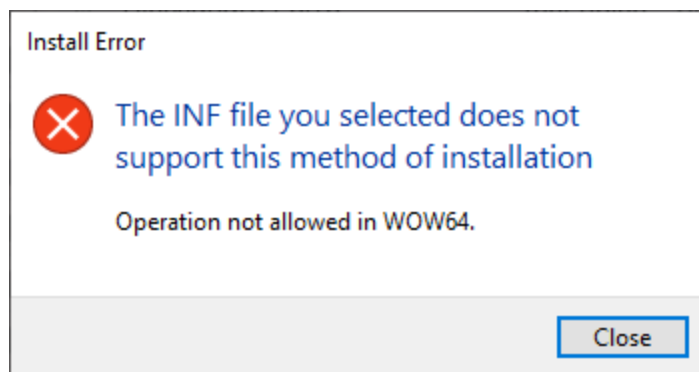 Install Error
The INF file you selected does not
support this method of installation
Operation not allowed in WOW64.
Close